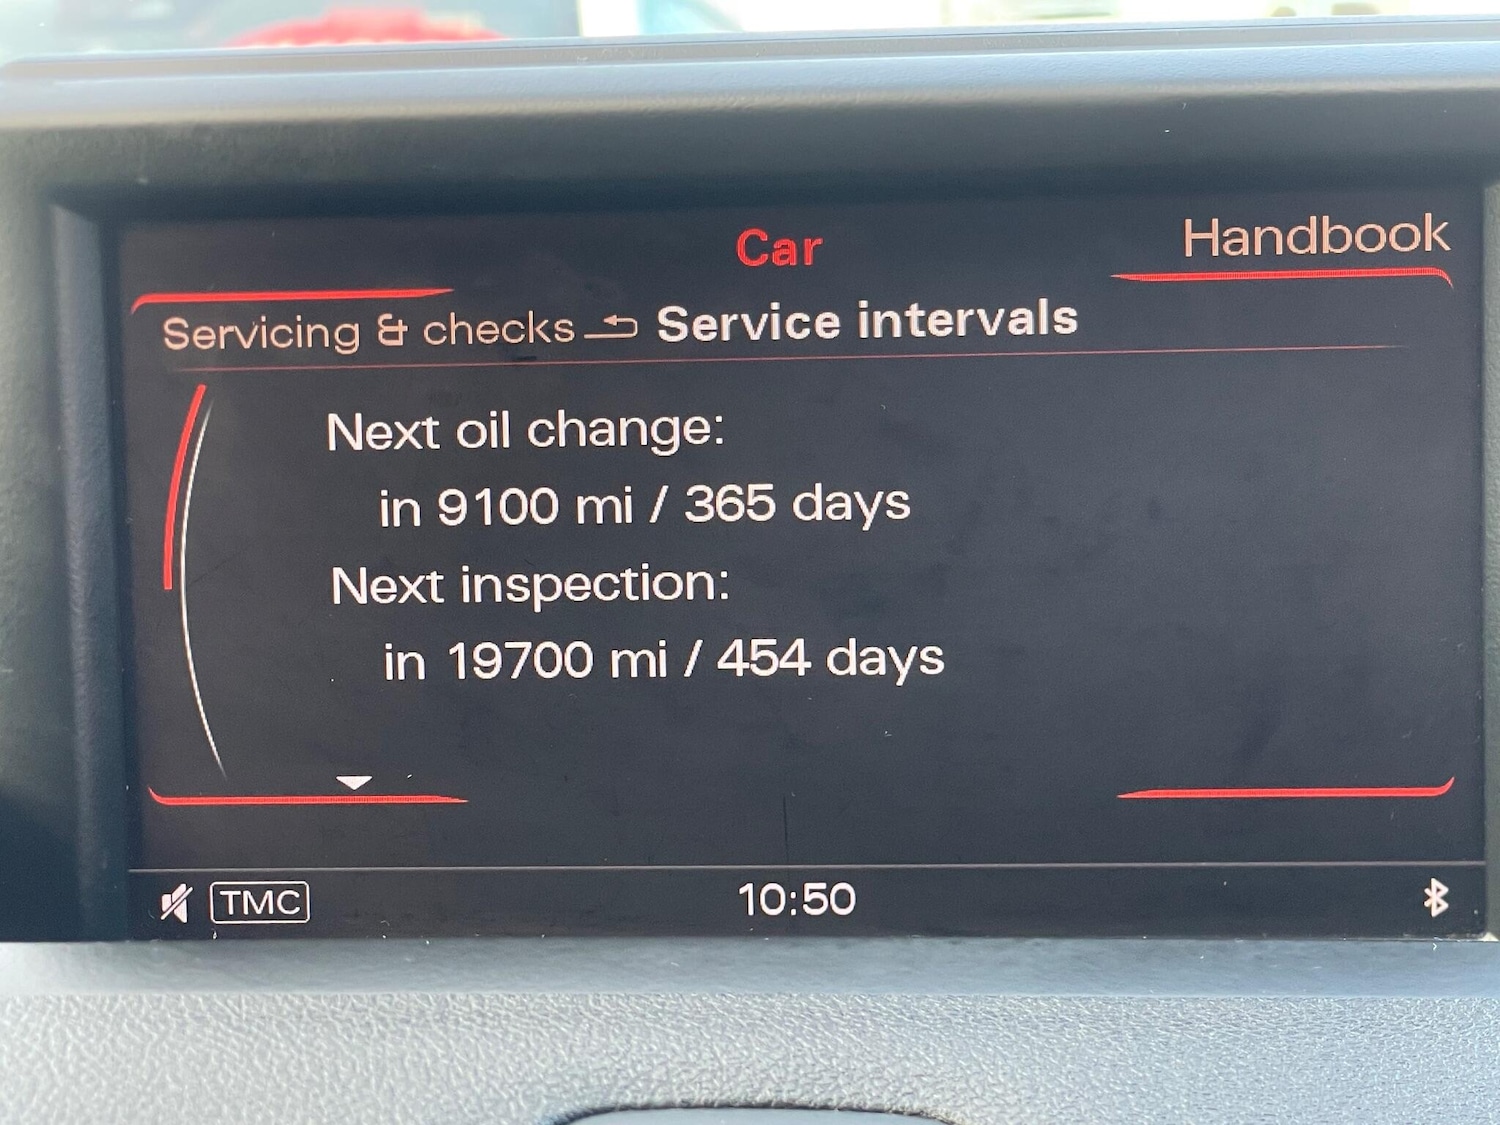 Car
Handbook
Servicing & checks Service intervals
Next oil change:
in 9100 mi / 365 days
Next inspection:
in 19700 mi / 454 days
TMC
10:50